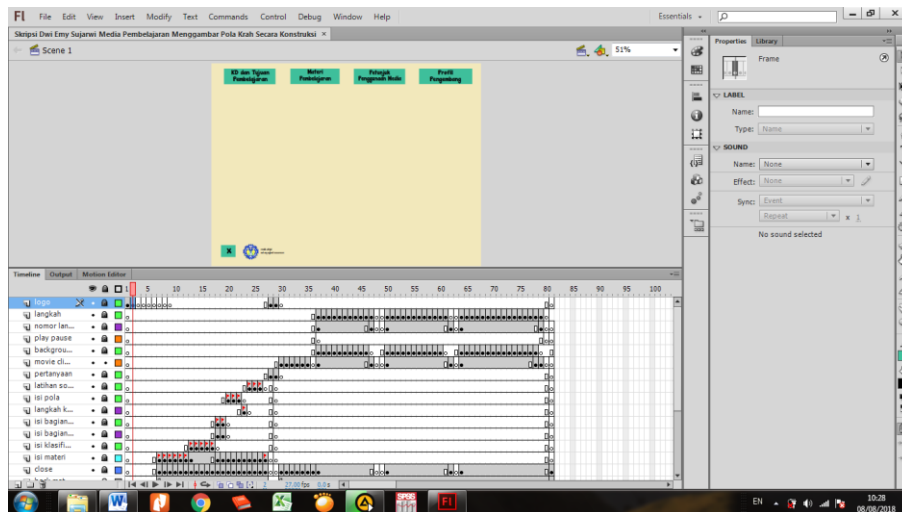 Fl File Edit View Insert Modify Text Commands Control Debug Window Help Essentials
Skripsi Dwi Emy Sujarwi Media Pembelajaran Menggambar Pola Krah Secara Konstruksi ×
Scene 1 51%
KD dan Tujuan Pembelajaran
Materi Pembelajaran
Petunjuk Penggunaan Media
Profil Pengembang
X
Properties Library
Frame
LABEL
Name:
Type: Name
SOUND
Name: None
Effect: None
Sync: Event
Repeat x 1
No sound selected
Timeline Output Motion Editor
1 5 10 15 20 25 30 35 40 45 50 55 60 65 70 75 80 85 90 95 100
logo
langkah
nomor lan...
play pause
backgrou...
movie cli...
pertanyaan
latihan so...
isi pola
langkah k...
isi bagian...
isi bagian...
isi klasifi...
isi materi
close
2 27.00 fps 0.0 s
W SPSS Fl EN 10:28
08/08/2018